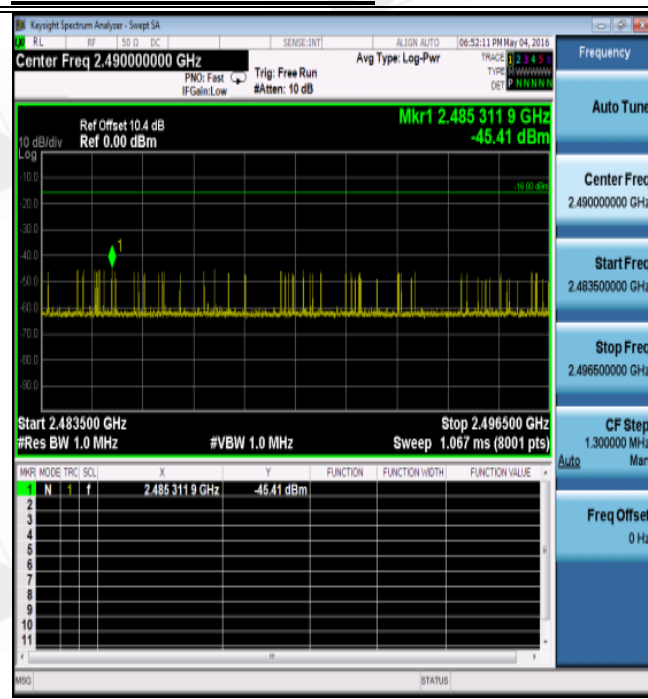 Keysight Spectrum Analyzer - Swept SA
RL RF 50 Ω DC SENSE:INT ALIGN AUTO 06:52:11 PM May 04, 2016
Center Freq 2.490000000 GHz
PNO: Fast
IFGain:Low
Trig: Free Run
#Atten: 10 dB
Avg Type: Log-Pwr
TRACE 1 2 3 4 5 6
TYPE M WWWWW
DET P NNNNN
Ref Offset 10.4 dB
Ref 0.00 dBm
10 dB/div
Log
Mkr1 2.485 311 9 GHz
-45.41 dBm
-10.0
-16.00 dBm
-20.0
-30.0
-40.0
1
-50.0
-60.0
-70.0
-80.0
-90.0
Start 2.483500 GHz
Stop 2.496500 GHz
#Res BW 1.0 MHz
#VBW 1.0 MHz
Sweep 1.067 ms (8001 pts)
MKR MODE TRC SCL X Y FUNCTION FUNCTION WIDTH FUNCTION VALUE
1 N 1 f 2.485 311 9 GHz -45.41 dBm
2
3
4
5
6
7
8
9
10
11
MSG
STATUS
Frequency
Auto Tune
Center Freq
2.490000000 GHz
Start Freq
2.483500000 GHz
Stop Freq
2.496500000 GHz
CF Step
1.300000 MHz
Auto Man
Freq Offset
0 Hz